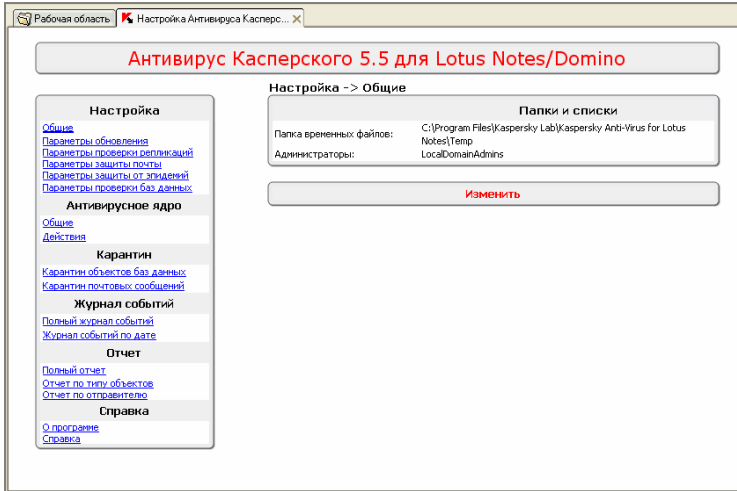 Рабочая область
Настройка Антивируса Касперс...
Антивирус Касперского 5.5 для Lotus Notes/Domino
Настройка
Общие
Параметры обновления
Параметры проверки репликаций
Параметры защиты почты
Параметры защиты от эпидемий
Параметры проверки баз данных
Антивирусное ядро
Общие
Действия
Карантин
Карантин объектов баз данных
Карантин почтовых сообщений
Журнал событий
Полный журнал событий
Журнал событий по дате
Отчет
Полный отчет
Отчет по типу объектов
Отчет по отправителю
Справка
О программе
Справка
Настройка -> Общие
Папки и списки
Папка временных файлов:
C:\Program Files\Kaspersky Lab\Kaspersky Anti-Virus for Lotus
Notes\Temp
Администраторы:
LocalDomainAdmins
Изменить